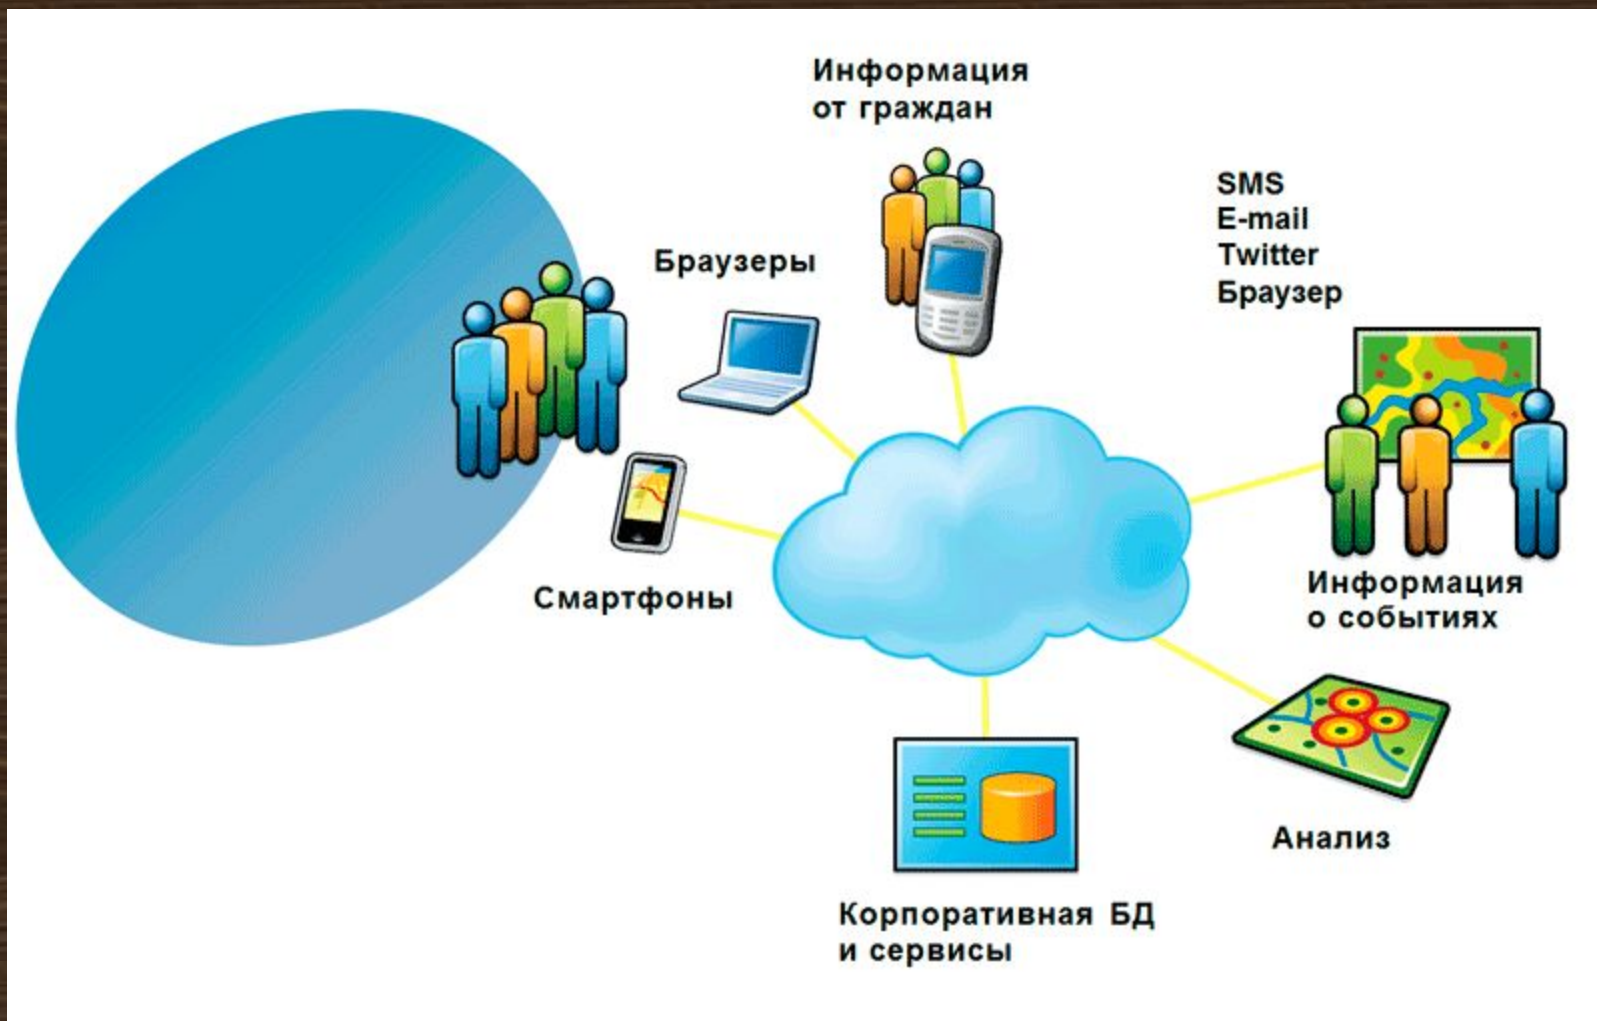 Информация
от граждан
SMS
E-mail
Twitter
Браузер
Браузеры
Смартфоны
Информация
о событиях
Анализ
Корпоративная БД
и сервисы